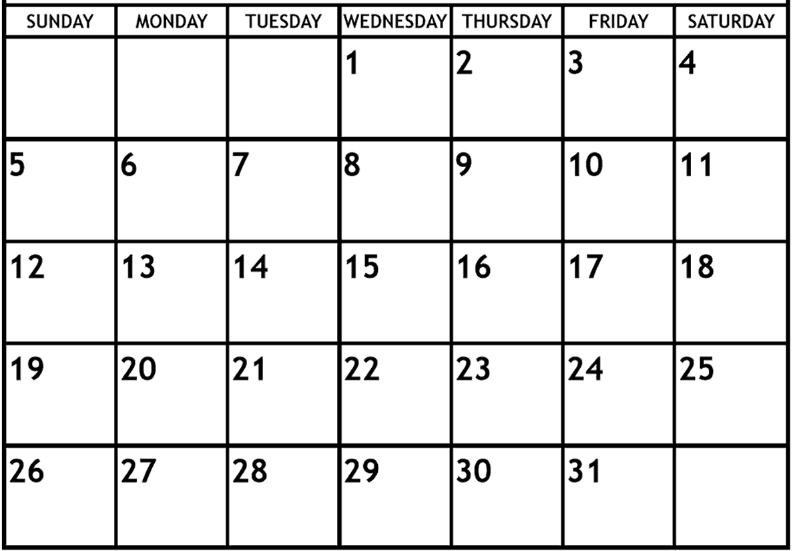 SUNDAY MONDAY TUESDAY WEDNESDAY THURSDAY FRIDAY SATURDAY
1 2 3 4
5 6 7 8 9 10 11
12 13 14 15 16 17 18
19 20 21 22 23 24 25
26 27 28 29 30 31